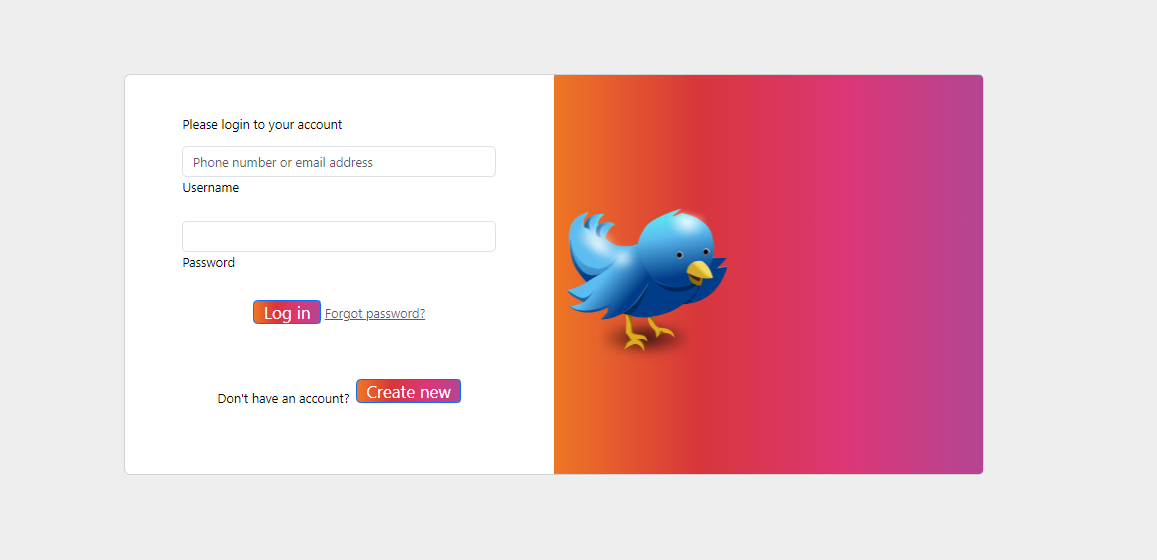 Please login to your account
Phone number or email address
Username
Password
Log in Forgot password?
Don't have an account? Create new